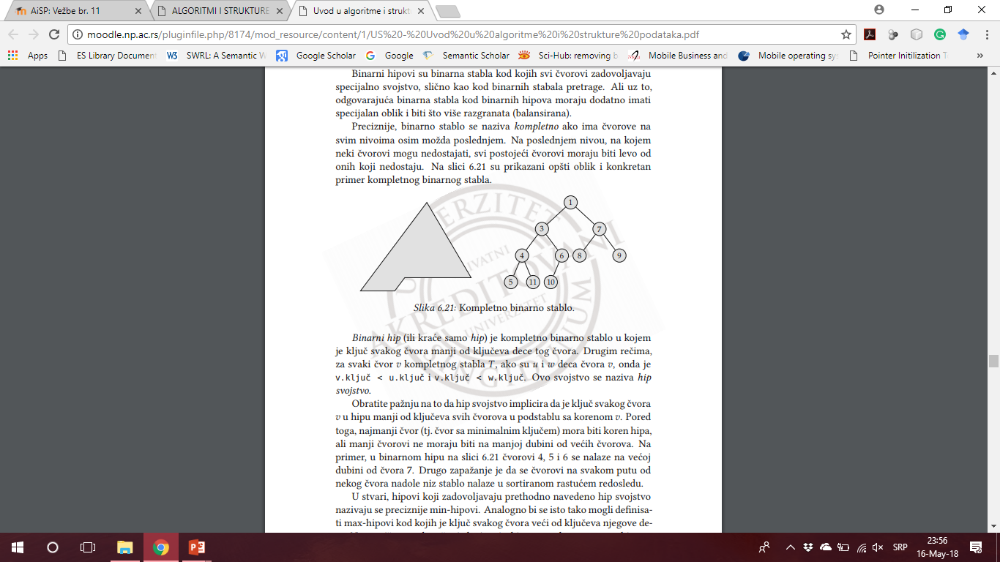 AiSP: Vežbe br. 11
ALGORITMI I STRUKTURE
Uvod u algoritme i strukt
moodle.np.ac.rs/pluginfile.php/8174/mod_resource/content/1/US%20-%20Uvod%20u%20algoritme%20i%20strukture%20podataka.pdf
Apps ES Library Document SWRL: A Semantic W Google Scholar Google Semantic Scholar Sci-Hub: removing b Mobile Business and Mobile operating sy Pointer Initilization T »
Binarni hipovi su binarna stabla kod kojih svi čvorovi zadovoljavaju
specijalno svojstvo, slično kao kod binarnih stabala pretrage. Ali uz to,
odgovarajuća binarna stabla kod binarnih hipova moraju dodatno imati
specijalan oblik i biti što više razgranata (balansirana).
Preciznije, binarno stablo se naziva kompletno ako ima čvorove na
svim nivoima osim možda poslednjem. Na poslednjem nivou, na kojem
neki čvorovi mogu nedostajati, svi postojeći čvorovi moraju biti levo od
onih koji nedostaju. Na slici 6.21 su prikazani opšti oblik i konkretan
primer kompletnog binarnog stabla.
1
3 7
4 6 8 9
5 11 10
Slika 6.21: Kompletno binarno stablo.
Binarni hip (ili kraće samo hip) je kompletno binarno stablo u kojem
je ključ svakog čvora manji od ključeva dece tog čvora. Drugim rečima,
za svaki čvor v kompletnog stabla T, ako su u i w deca čvora v, onda je
v.ključ < u.ključ i v.ključ < w.ključ. Ovo svojstvo se naziva hip
svojstvo.
Obratite pažnju na to da hip svojstvo implicira da je ključ svakog čvora
v u hipu manji od ključeva svih čvorova u podstablu sa korenom v. Pored
toga, najmanji čvor (tj. čvor sa minimalnim ključem) mora biti koren hipa,
ali manji čvorovi ne moraju biti na manjoj dubini od većih čvorova. Na
primer, u binarnom hipu na slici 6.21 čvorovi 4, 5 i 6 se nalaze na većoj
dubini od čvora 7. Drugo zapažanje je da se čvorovi na svakom putu od
nekog čvora nadole niz stablo nalaze u sortiranom rastućem redosledu.
U stvari, hipovi koji zadovoljavaju prethodno navedeno hip svojstvo
nazivaju se preciznije min-hipovi. Analogno bi se isto tako mogli definisa-
ti max-hipovi kod kojih je ključ svakog čvora veći od ključeva njegove de-
AKREDITOVANI
UNIVERZITET
SRP
23:56
16-May-18